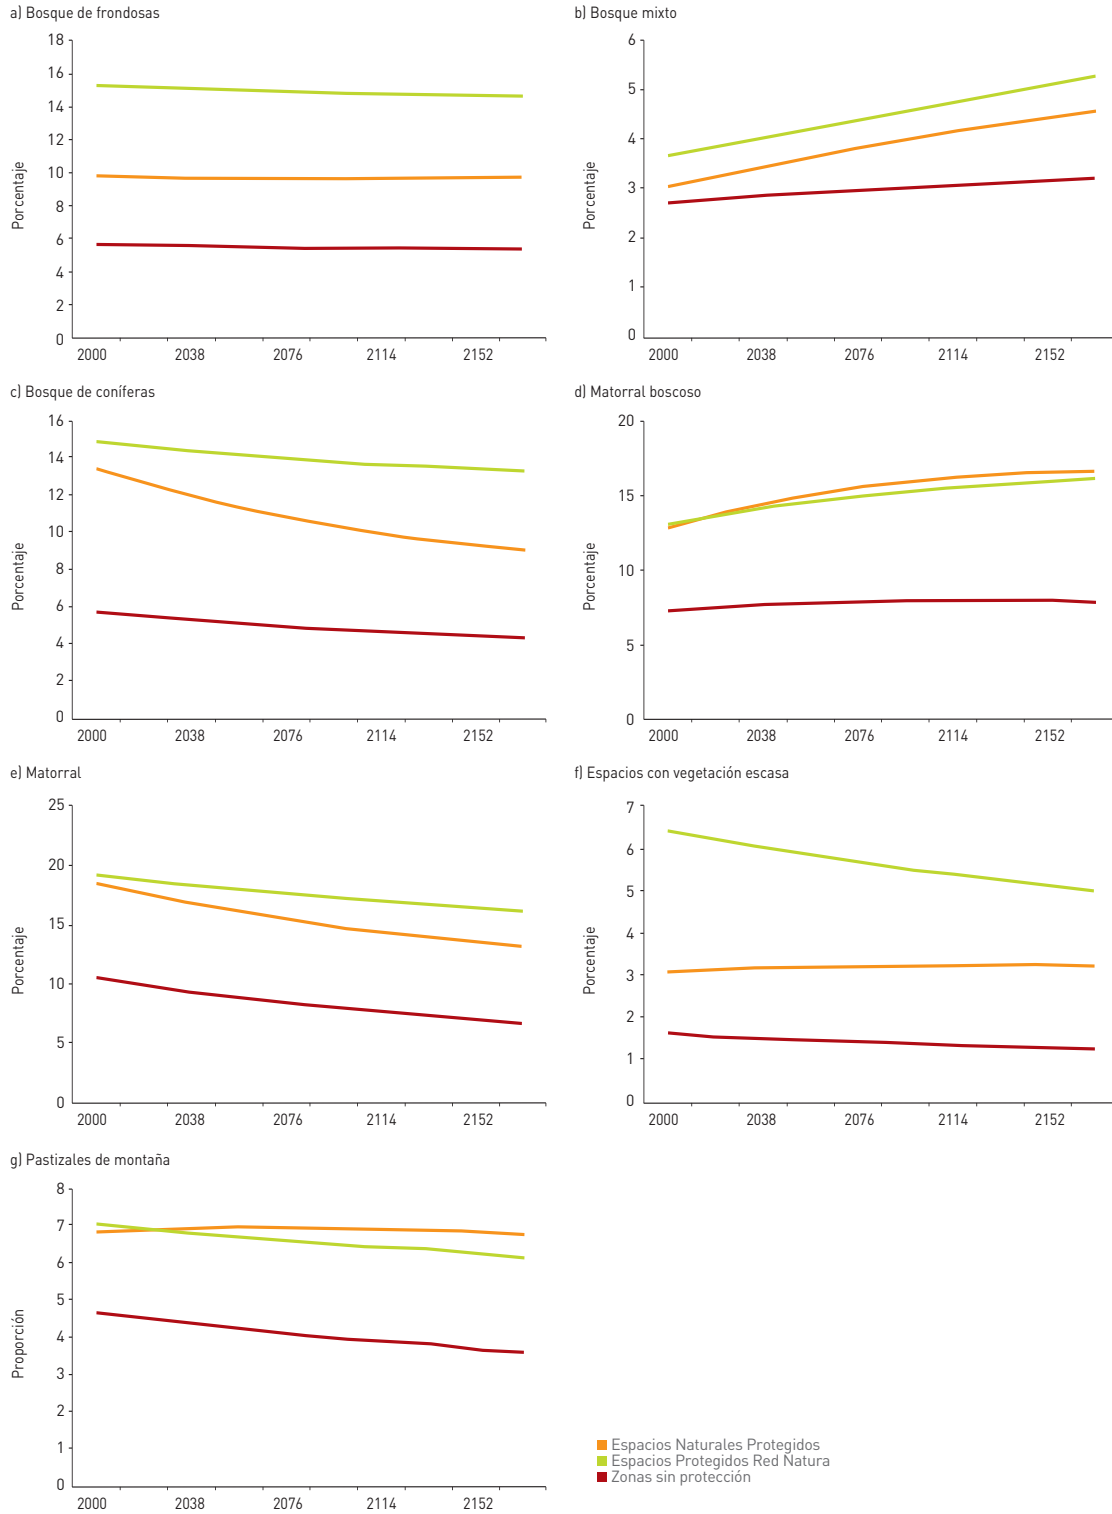 a) Bosque de frondosas
18
16
14
12
10
8
6
4
2
0
Porcentaje
2000 2038 2076 2114 2152
b) Bosque mixto
6
5
4
3
2
1
0
Porcentaje
2000 2038 2076 2114 2152
c) Bosque de coníferas
16
14
12
10
8
6
4
2
0
Porcentaje
2000 2038 2076 2114 2152
d) Matorral boscoso
20
15
10
5
0
Porcentaje
2000 2038 2076 2114 2152
e) Matorral
25
20
15
10
5
0
Porcentaje
2000 2038 2076 2114 2152
f) Espacios con vegetación escasa
7
6
5
4
3
2
1
0
Porcentaje
2000 2038 2076 2114 2152
g) Pastizales de montaña
8
7
6
5
4
3
2
1
0
Proporción
2000 2038 2076 2114 2152
Espacios Naturales Protegidos
Espacios Protegidos Red Natura
Zonas sin protección